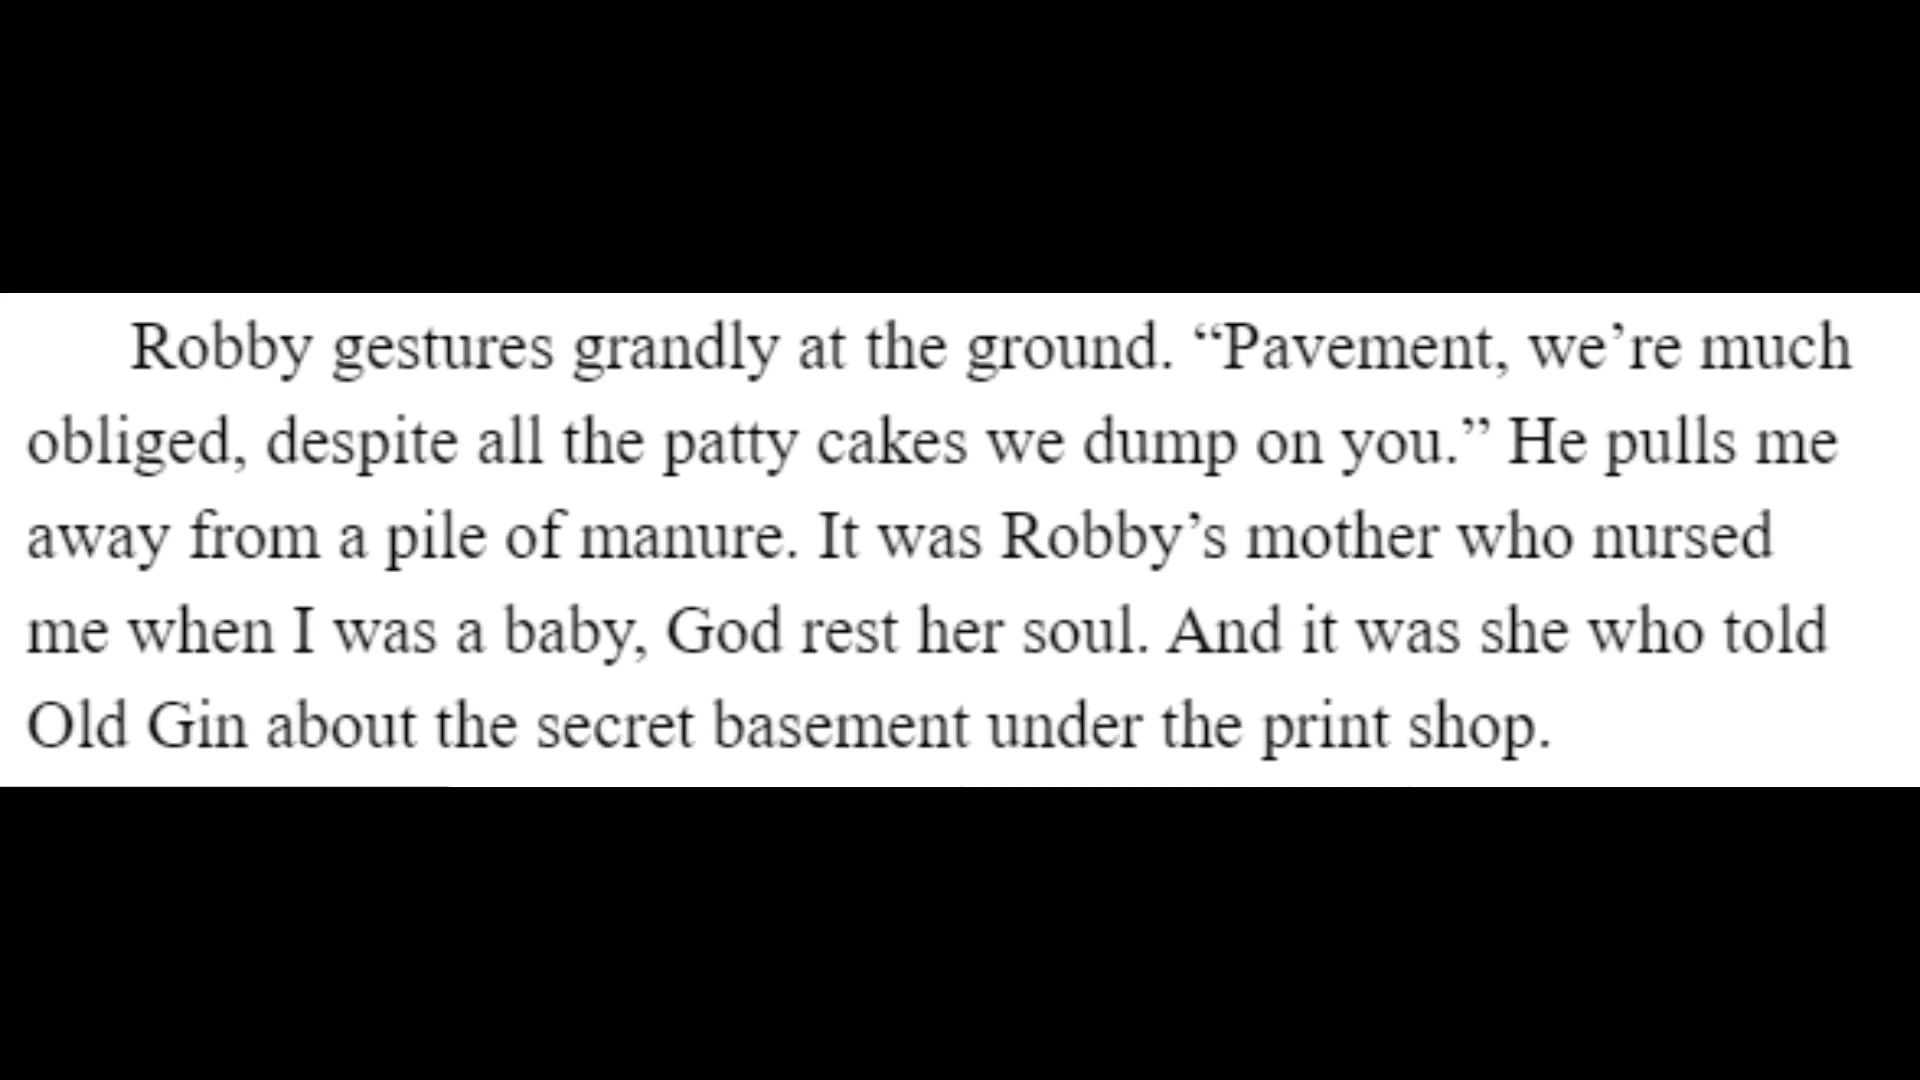 Robby gestures grandly at the ground. “Pavement, we’re much
obliged, despite all the patty cakes we dump on you.” He pulls me
away from a pile of manure. It was Robby’s mother who nursed
me when I was a baby, God rest her soul. And it was she who told
Old Gin about the secret basement under the print shop.